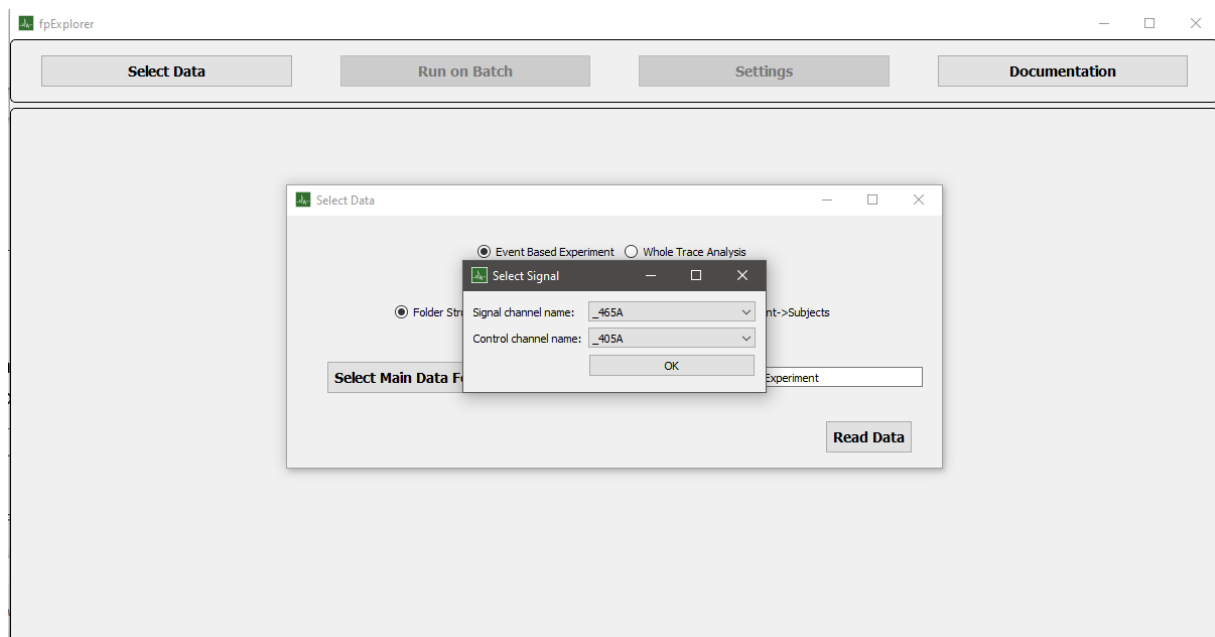 fpExplorer
Select Data Run on Batch Settings Documentation
Select Data
Event Based Experiment Whole Trace Analysis
Select Signal
Folder Signal channel name: _465A nt->Subjects
Control channel name: _405A
OK
Select Main Data Experiment
Read Data